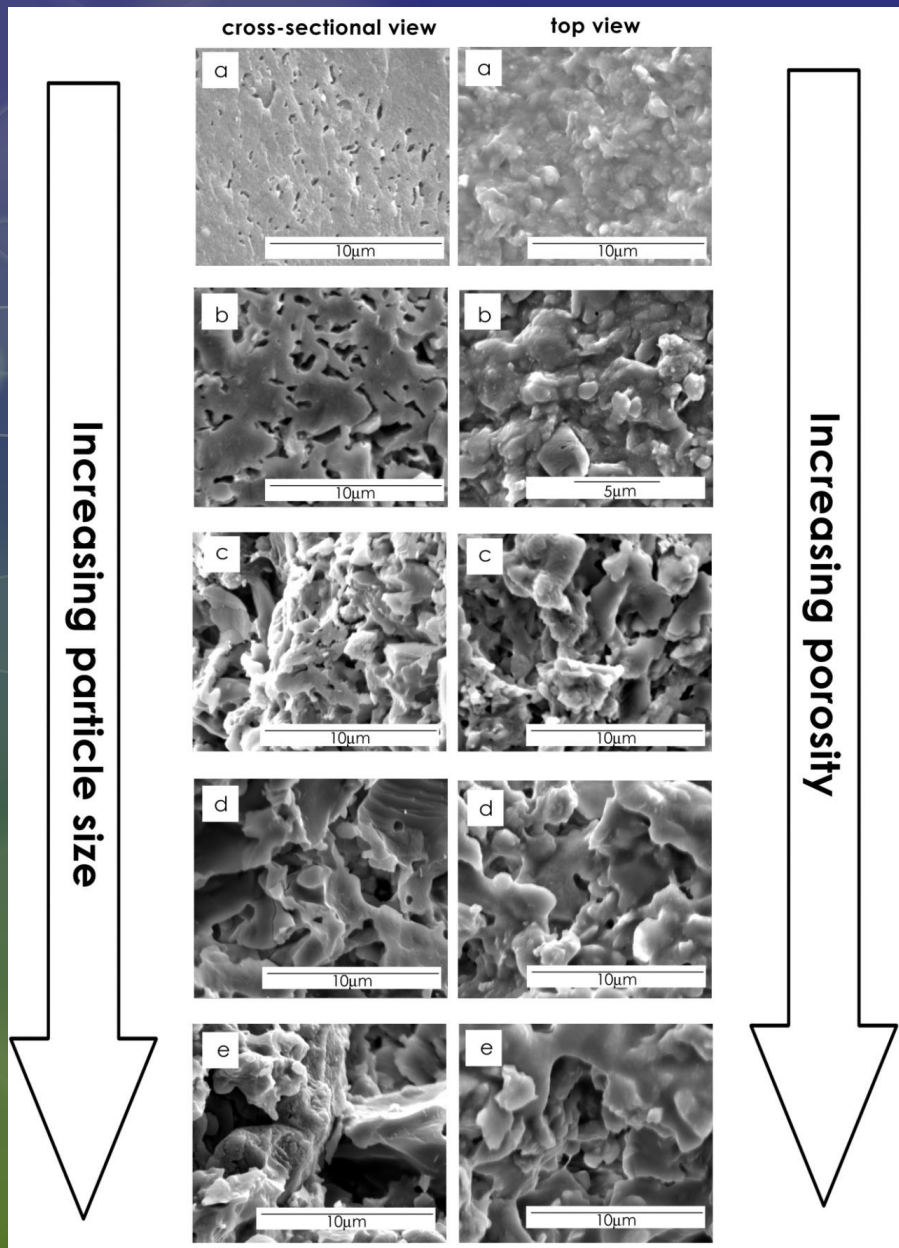 cross-sectional view
top view
a
a
10μm
10μm
b
b
10μm
5μm
c
c
10μm
10μm
d
d
10μm
10μm
e
e
10μm
10μm
Increasing particle size
Increasing porosity